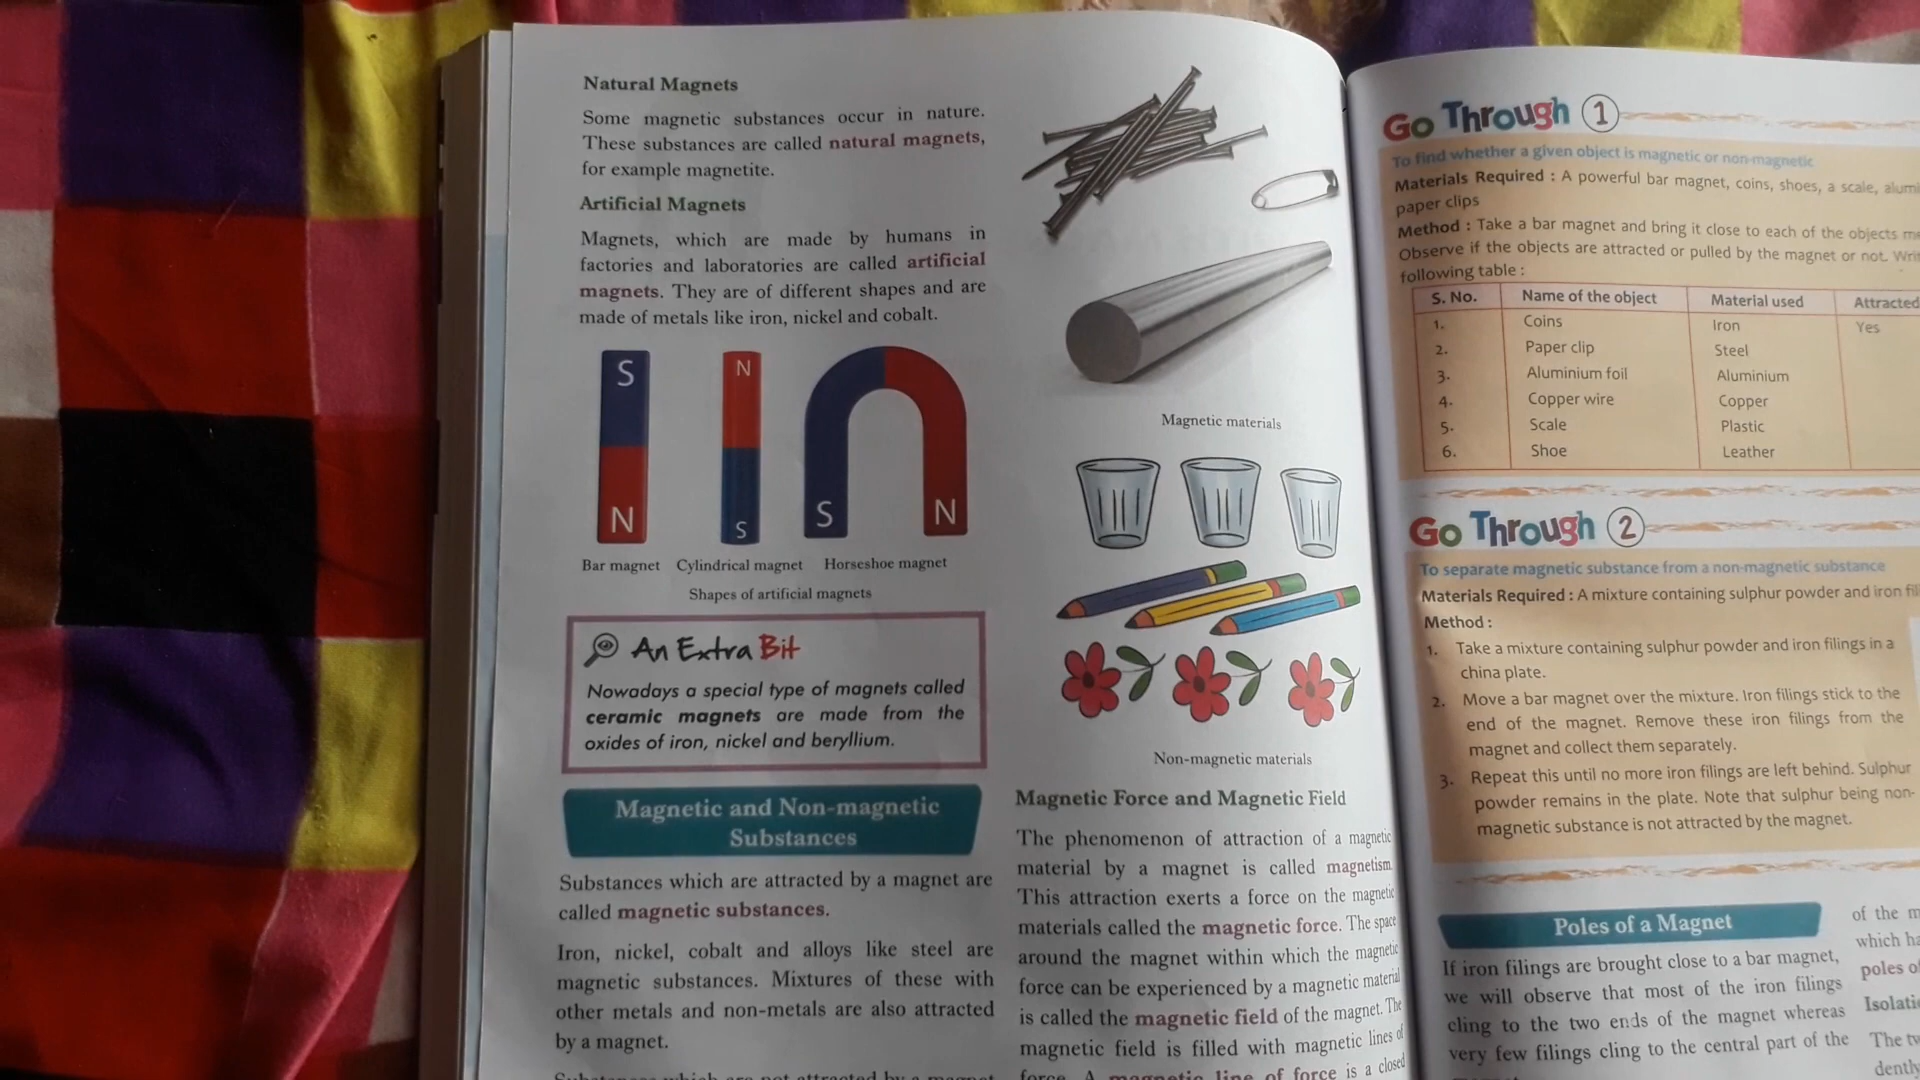 Natural Magnets
Some magnetic substances occur in nature.
These substances are called natural magnets,
for example magnetite.
Artificial Magnets
Magnets, which are made by humans in
factories and laboratories are called artificial
magnets. They are of different shapes and are
made of metals like iron, nickel and cobalt.
S
N
N
S
S
N
Bar magnet Cylindrical magnet Horseshoe magnet
Shapes of artificial magnets
An Extra Bit
Nowadays a special type of magnets called
ceramic magnets are made from the
oxides of iron, nickel and beryllium.
Magnetic and Non-magnetic
Substances
Substances which are attracted by a magnet are
called magnetic substances.
Iron, nickel, cobalt and alloys like steel are
magnetic substances. Mixtures of these with
other metals and non-metals are also attracted
by a magnet.
Magnetic materials
Non-magnetic materials
Magnetic Force and Magnetic Field
The phenomenon of attraction of a magnetic
material by a magnet is called magnetism.
This attraction exerts a force on the magnetic
materials called the magnetic force. The space
around the magnet within which the magnetic
force can be experienced by a magnetic material
is called the magnetic field of the magnet. The
magnetic field is filled with magnetic lines of
force. A magnetic line of force is a closed
Go Through 1
To find whether a given object is magnetic or non-magnetic
Materials Required : A powerful bar magnet, coins, shoes, a scale,
paper clips
Method : Take a bar magnet and bring it close to each of the objects
Observe if the objects are attracted or pulled by the magnet or not.
following table :
S. No. Name of the object Material used Attracted
1. Coins Iron Yes
2. Paper clip Steel
3. Aluminium foil Aluminium
4. Copper wire Copper
5. Scale Plastic
6. Shoe Leather
Go Through 2
To separate magnetic substance from a non-magnetic substance
Materials Required : A mixture containing sulphur powder and iron
Method :
1. Take a mixture containing sulphur powder and iron filings in a
china plate.
2. Move a bar magnet over the mixture. Iron filings stick to the
end of the magnet. Remove these iron filings from the
magnet and collect them separately.
3. Repeat this until no more iron filings are left behind. Sulphur
powder remains in the plate. Note that sulphur being non-
magnetic substance is not attracted by the magnet.
Poles of a Magnet
If iron filings are brought close to a bar magnet,
we will observe that most of the iron filings
cling to the two ends of the magnet whereas
very few filings cling to the central part of the
of the
which
poles
The